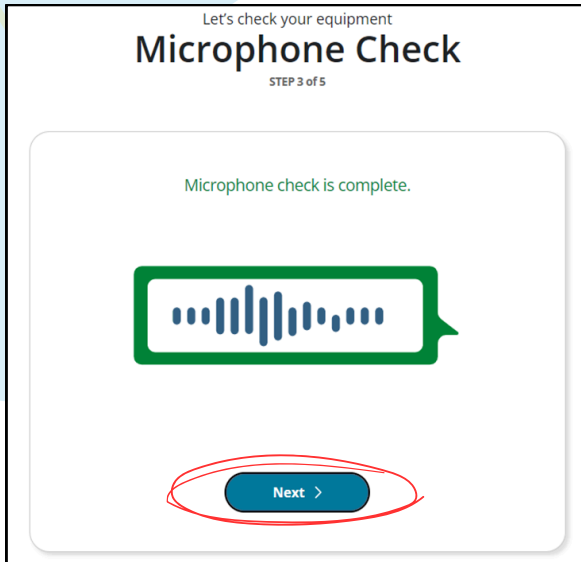 Let's check your equipment
Microphone Check
STEP 3 of 5
Microphone check is complete.
Next